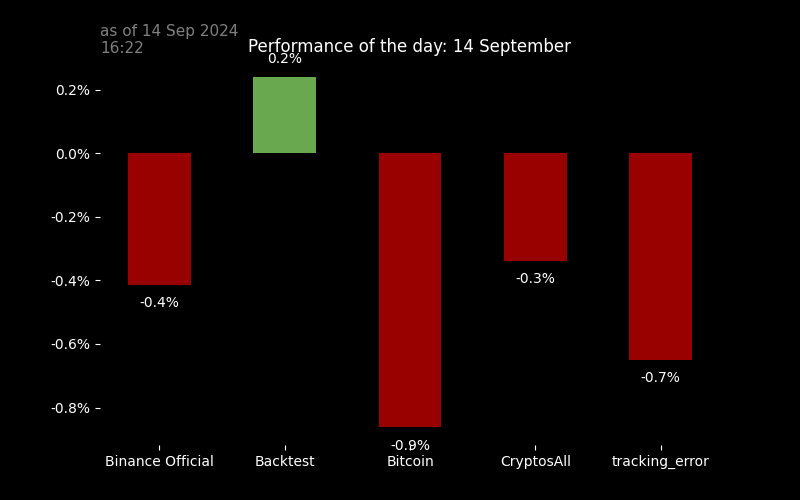 as of 14 Sep 2024
16:22
Performance of the day: 14 September
0.2%
0.2%
0.0%
-0.2%
-0.4%
-0.6%
-0.8%
-0.4%
-0.9%
-0.3%
-0.7%
Binance Official
Backtest
Bitcoin
CryptosAll
tracking_error